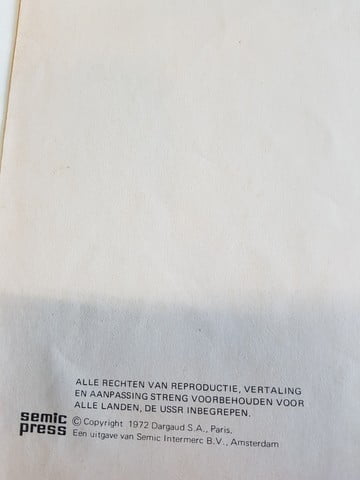 ALLE RECHTEN VAN REPRODUCTIE, VERTALING
EN AANPASSING STRENG VOORBEHOUDEN VOOR
ALLE LANDEN, DE USSR INBEGREPEN.
semic
press
© Copyright 1972 Dargaud S.A., Paris,
Een uitgave van Semic Intermerc B.V., Amsterdam